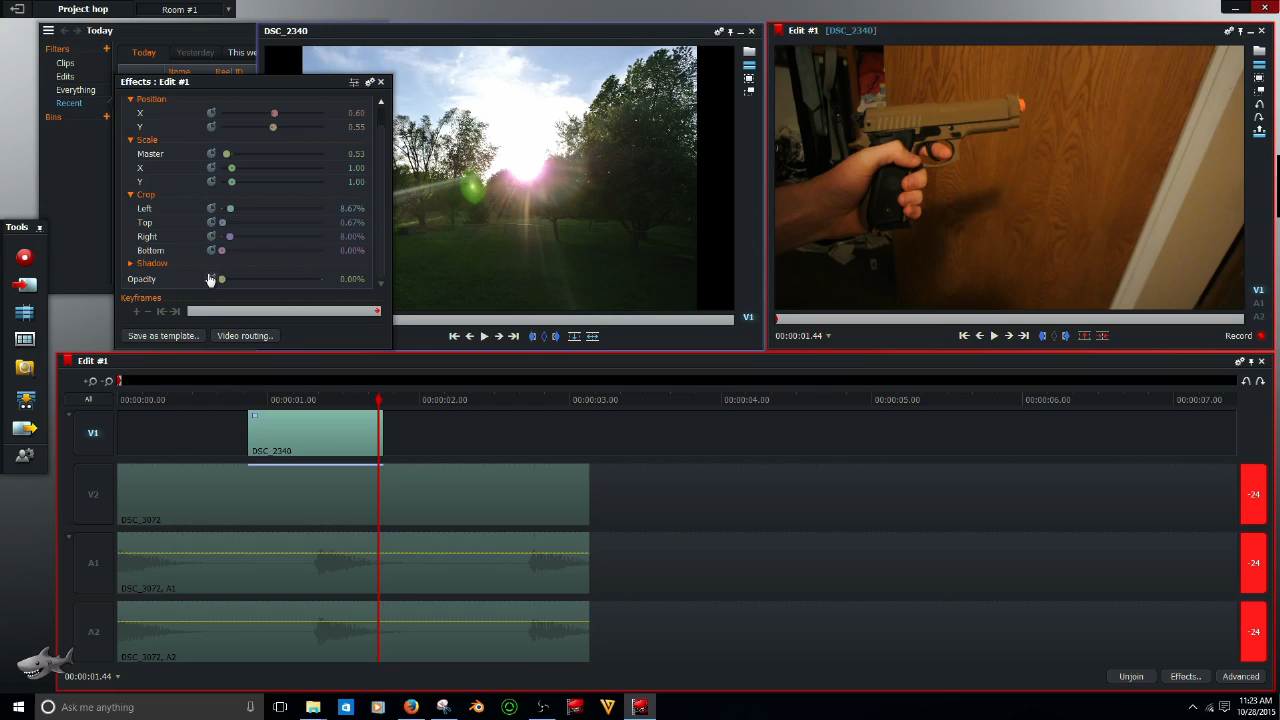 Project hop
Room #1
Today
Filters
Clips
Edits
Everything
Recent
Bins
Today Yesterday This we
Name Reel ID
Effects : Edit #1
Position
X 0.60
Y 0.55
Scale
Master 0.53
X 1.00
Y 1.00
Crop
Left 8.67%
Top 0.67%
Right 8.00%
Bottom 0.00%
Shadow
Opacity 0.00%
Keyframes
Save as template..
Video routing..
DSC_2340
V1
Edit #1 [DSC_2340]
V1
A1
A2
00:00:01.44
Record
Tools
Edit #1
All
00:00:00.00 00:00:01.00 00:00:02.00 00:00:03.00 00:00:04.00 00:00:05.00 00:00:06.00 00:00:07.00
V1
DSC_2340
V2
DSC_3072
-24
A1
DSC_3072, A1
-24
A2
DSC_3072, A2
-24
00:00:01.44
Unjoin
Effects..
Advanced
Ask me anything
11:23 AM
10/28/2015